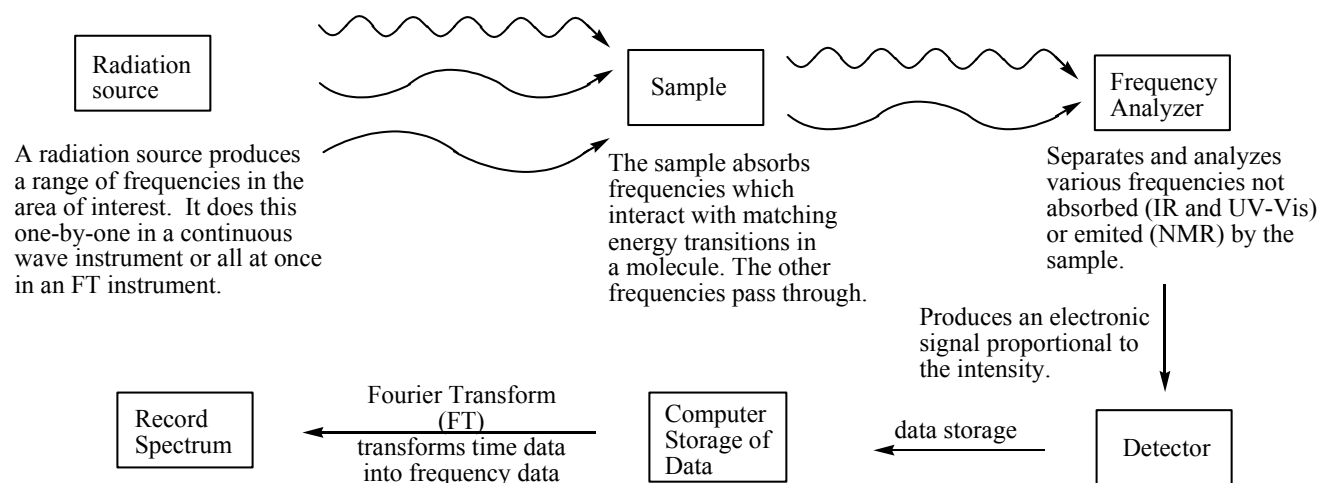 Radiation
source
Sample
Frequency
Analyzer
A radiation source produces
a range of frequencies in the
area of interest. It does this
one-by-one in a continuous
wave instrument or all at once
in an FT instrument.
The sample absorbs
frequencies which
interact with matching
energy transitions in
a molecule. The other
frequencies pass through.
Separates and analyzes
various frequencies not
absorbed (IR and UV-Vis)
or emited (NMR) by the
sample.
Produces an electronic
signal proportional to
the intensity.
Detector
data storage
Computer
Storage of
Data
Fourier Transform
(FT)
transforms time data
into frequency data
Record
Spectrum